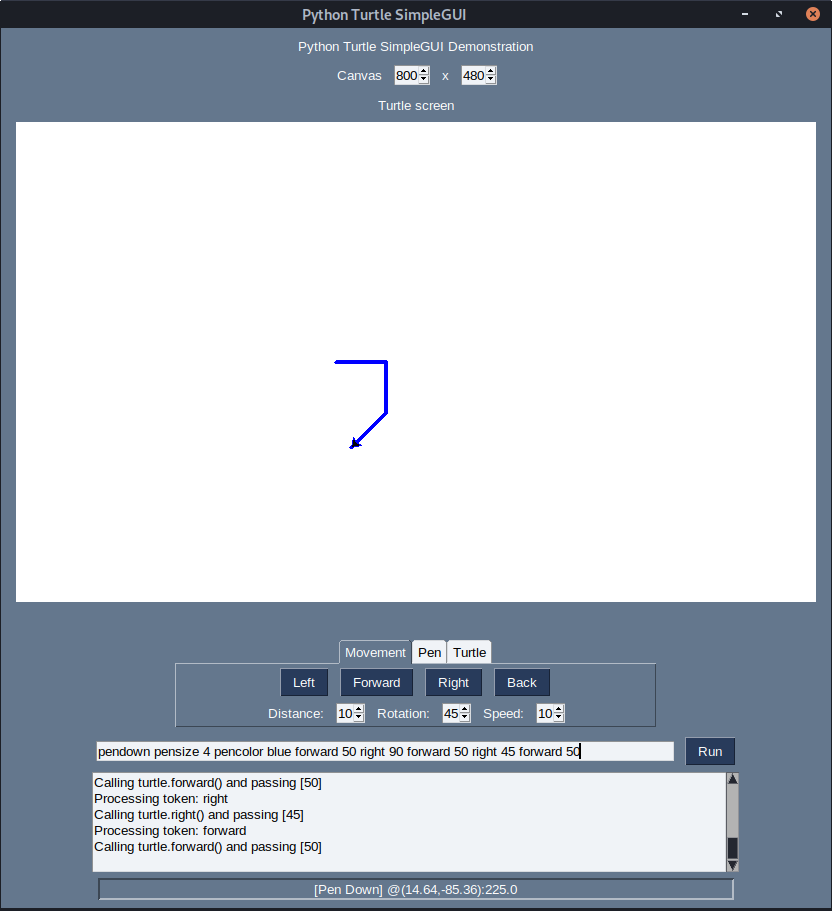 Python Turtle SimpleGUI
Python Turtle SimpleGUI Demonstration
Canvas 800 x 480
Turtle screen
Movement Pen Turtle
Left Forward Right Back
Distance: 10 Rotation: 45 Speed: 10
pendown pensize 4 pencolor blue forward 50 right 90 forward 50 right 45 forward 50 Run
Calling turtle.forward() and passing [50]
Processing token: right
Calling turtle.right() and passing [45]
Processing token: forward
Calling turtle.forward() and passing [50]
[Pen Down] @(14.64,-85.36):225.0